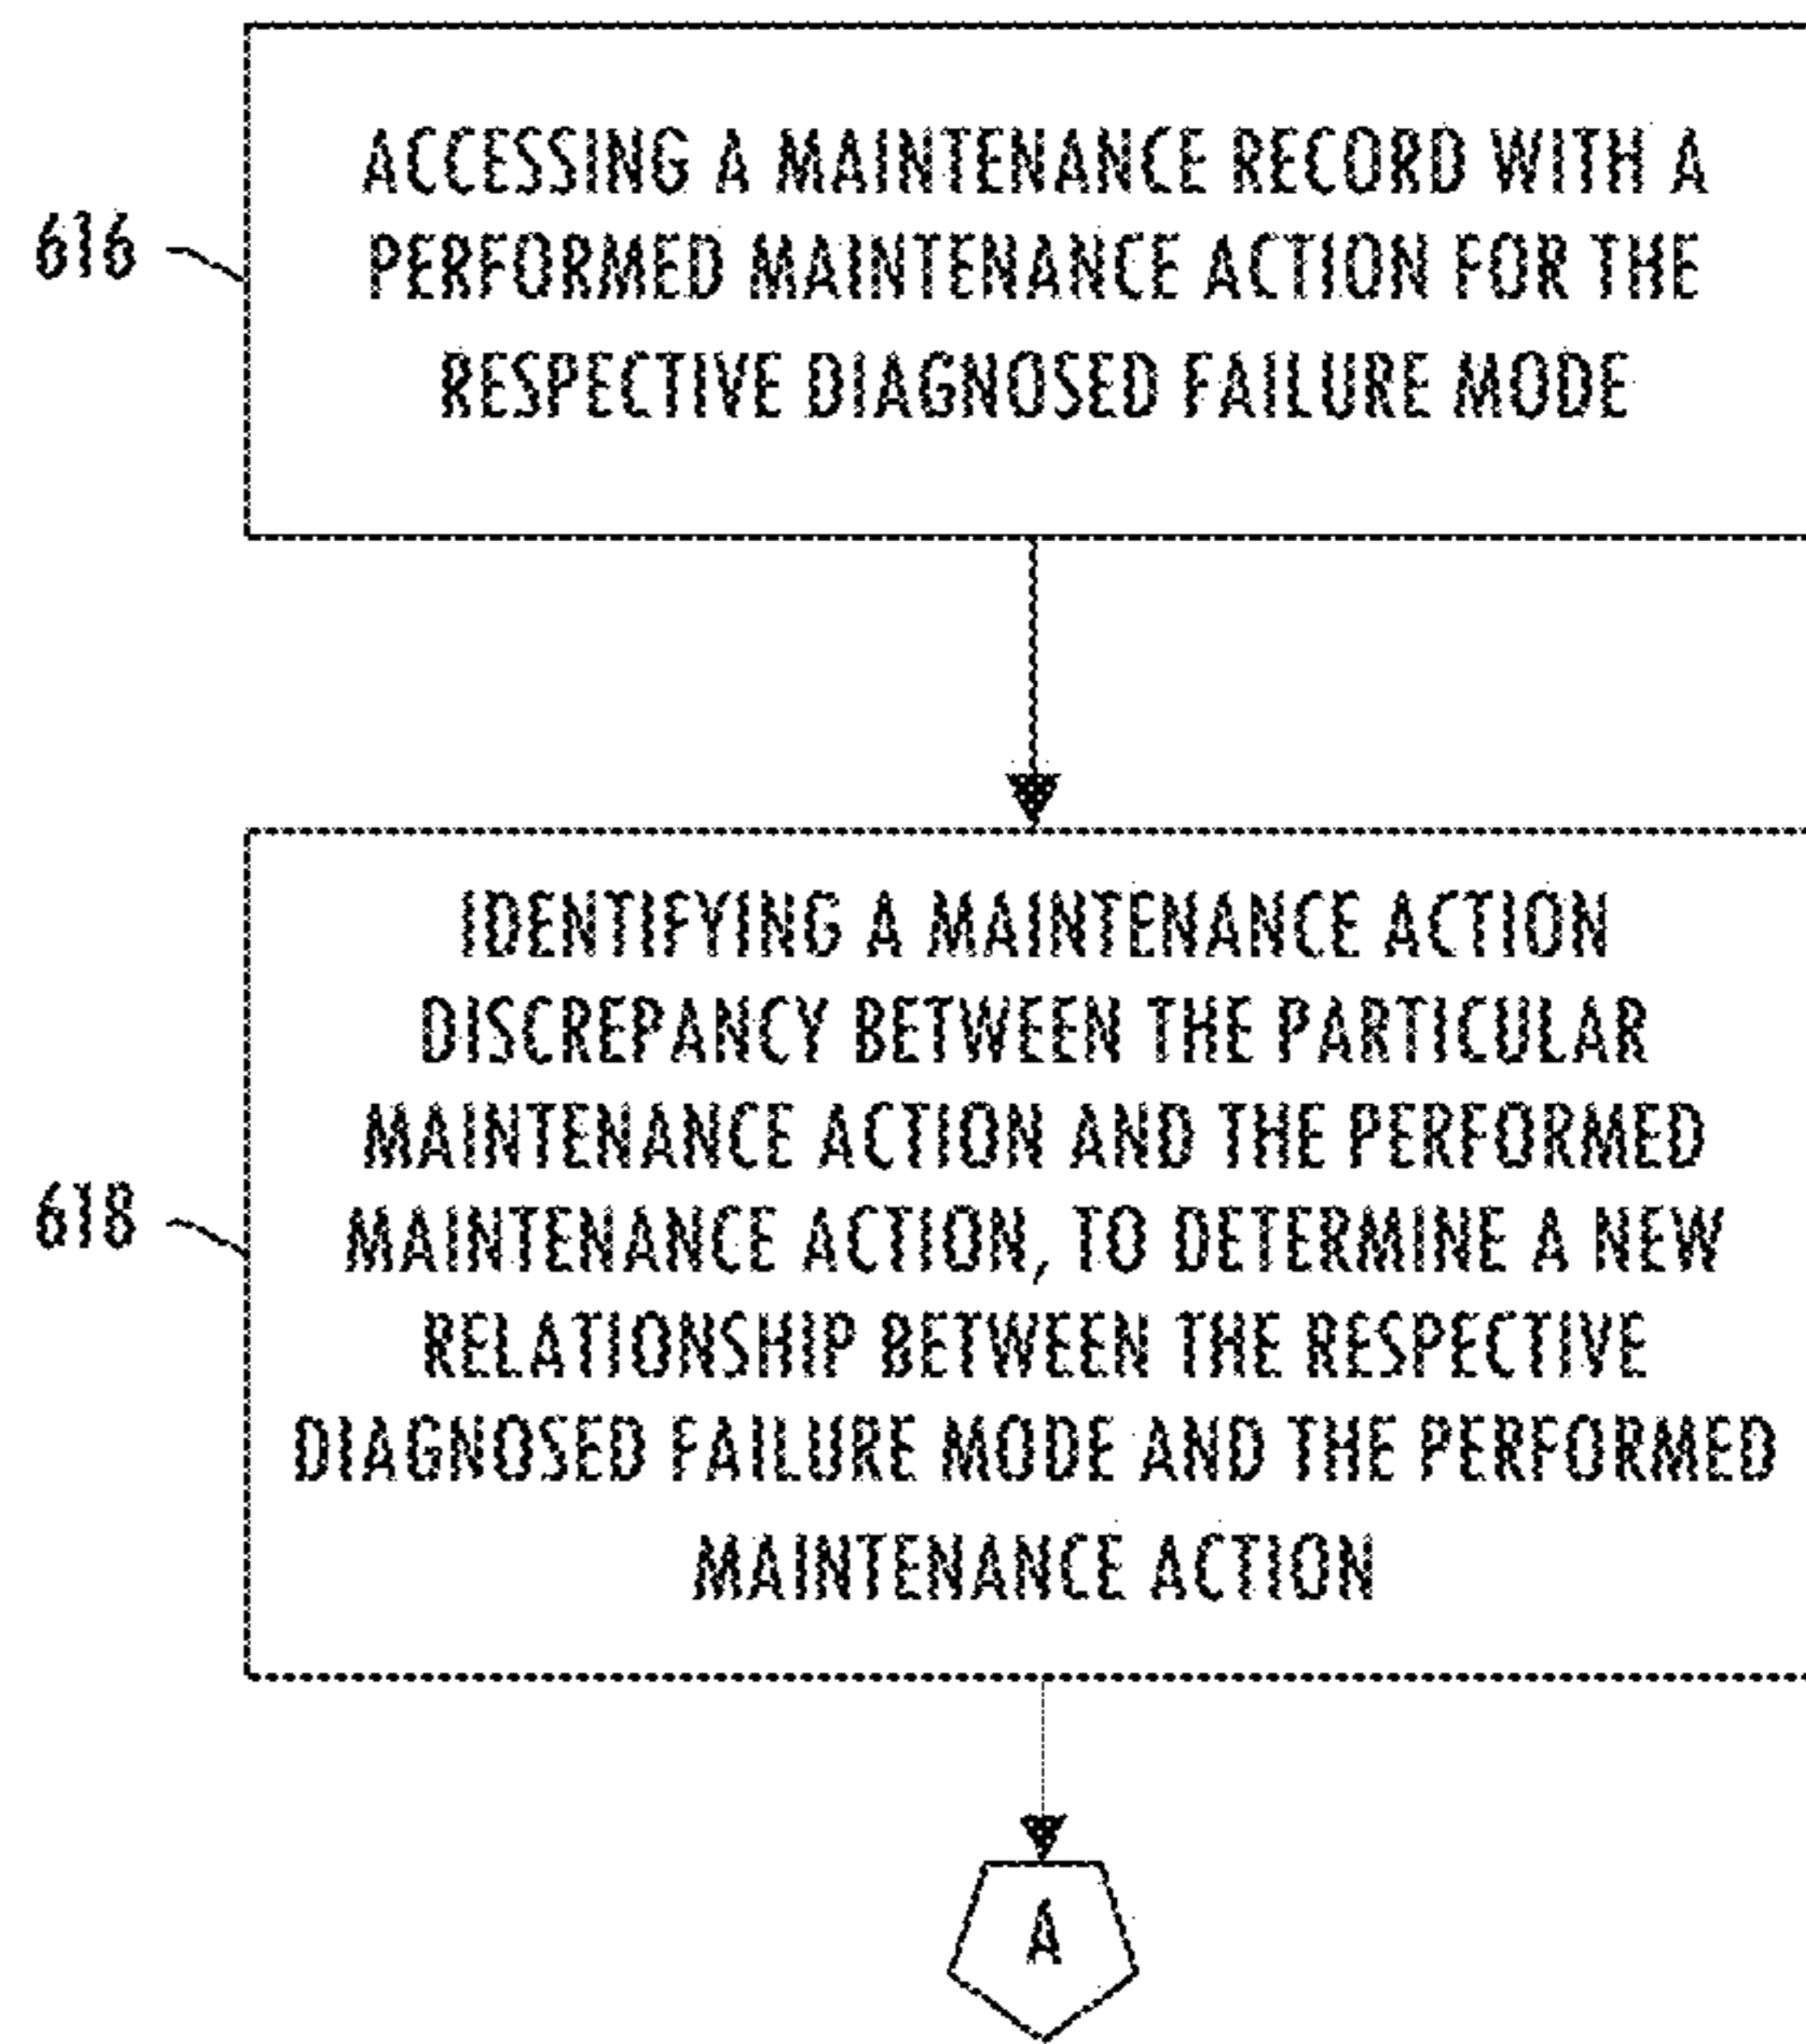 616
ACCESSING A MAINTENANCE RECORD WITH A
PERFORMED MAINTENANCE ACTION FOR THE
RESPECTIVE DIAGNOSED FAILURE MODE
618
IDENTIFYING A MAINTENANCE ACTION
DISCREPANCY BETWEEN THE PARTICULAR
MAINTENANCE ACTION AND THE PERFORMED
MAINTENANCE ACTION, TO DETERMINE A NEW
RELATIONSHIP BETWEEN THE RESPECTIVE
DIAGNOSED FAILURE MODE AND THE PERFORMED
MAINTENANCE ACTION
A